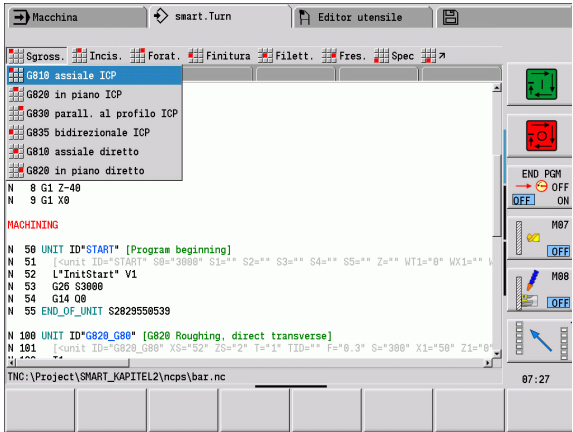 Macchina
smart.Turn
Editor utensile
Sgross. Incis. Forat. Finitura Filett. Fres. Spec
G810 assiale ICP
G820 in piano ICP
G830 parall. al profilo ICP
G835 bidirezionale ICP
G810 assiale diretto
G820 in piano diretto
N 8 G1 Z-40
N 9 G1 X0
MACHINING
N 50 UNIT ID"START" [Program beginning]
N 51 [<unit ID="START" S0="3000" S1="" S2="" S3="" S4="" S5="" Z="" WT1="0" WX1=""
N 52 L"InitStart" V1
N 53 G26 S3000
N 54 G14 Q0
N 55 END_OF_UNIT S2829550539
N 100 UNIT ID"G820_G80" [G820 Roughing, direct transverse]
N 101 [<unit ID="G820_G80" XS="52" ZS="2" T="1" TID="" F="0.3" S="300" X1="50" Z1="0"
TNC:\Project\SMART_KAPITEL2\ncps\bar.nc
END PGM
OFF
OFF ON
M07
OFF
M08
OFF
07:27